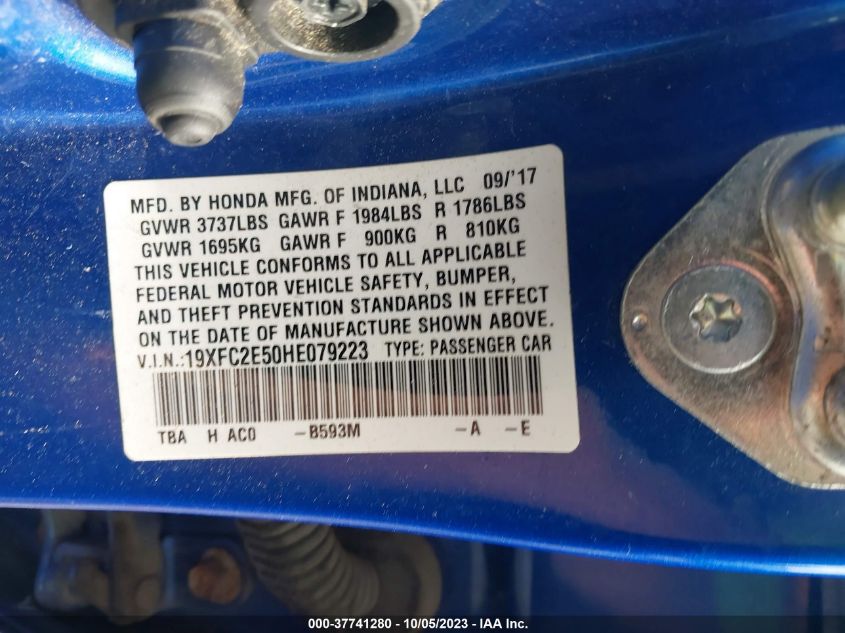 MFD. BY HONDA MFG. OF INDIANA, LLC 09/'17
GVWR 3737LBS GAWR F 1984LBS R 1786LBS
GVWR 1695KG GAWR F 900KG R 810KG
THIS VEHICLE CONFORMS TO ALL APPLICABLE
FEDERAL MOTOR VEHICLE SAFETY, BUMPER,
AND THEFT PREVENTION STANDARDS IN EFFECT
ON THE DATE OF MANUFACTURE SHOWN ABOVE.
V.I.N.:19XFC2E50HE079223 TYPE: PASSENGER CAR
TBA H AC0 -B593M -A -E
000-37741280 - 10/05/2023 - IAA Inc.